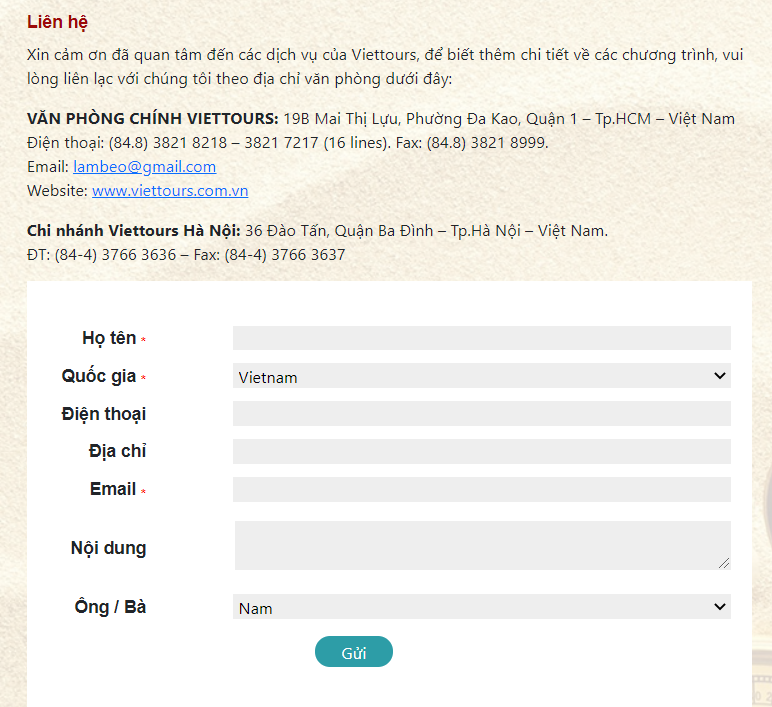 Liên hệ
Xin cảm ơn đã quan tâm đến các dịch vụ của Viettours, để biết thêm chi tiết về các chương trình, vui
lòng liên lạc với chúng tôi theo địa chỉ văn phòng dưới đây:
VĂN PHÒNG CHÍNH VIETTOURS: 19B Mai Thị Lựu, Phường Đa Kao, Quận 1 – Tp.HCM – Việt Nam
Điện thoại: (84.8) 3821 8218 – 3821 7217 (16 lines). Fax: (84.8) 3821 8999.
Email: lambeo@gmail.com
Website: www.viettours.com.vn
Chi nhánh Viettours Hà Nội: 36 Đào Tấn, Quận Ba Đình – Tp.Hà Nội – Việt Nam.
ĐT: (84-4) 3766 3636 – Fax: (84-4) 3766 3637
Họ tên *
Quốc gia * Vietnam
Điện thoại
Địa chỉ
Email *
Nội dung
Ông / Bà Nam
Gửi